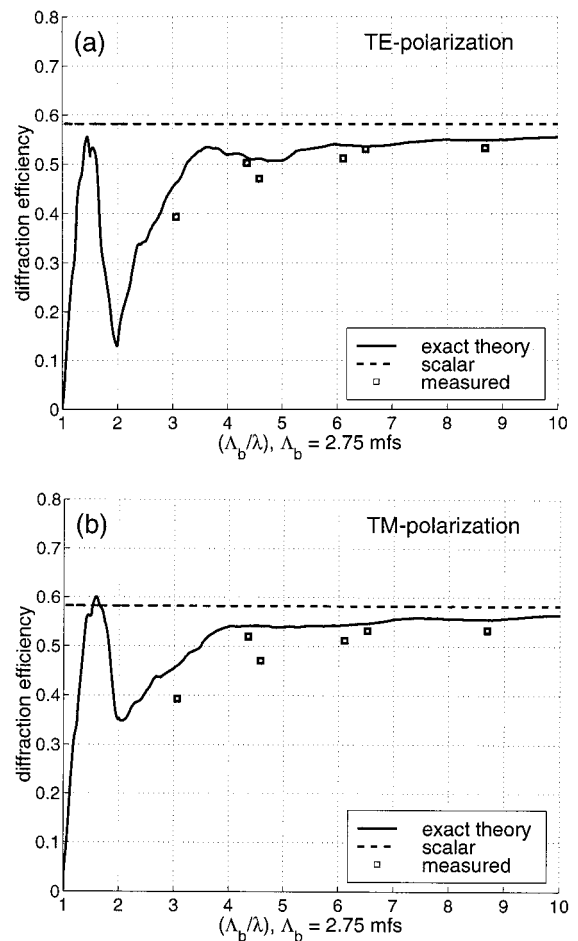 (a)
TE-polarization
0.8
0.7
0.6
0.5
0.4
0.3
0.2
0.1
0
diffraction efficiency
exact theory
scalar
measured
1 2 3 4 5 6 7 8 9 10
(Λb/λ), Λb = 2.75 mfs
(b)
TM-polarization
0.8
0.7
0.6
0.5
0.4
0.3
0.2
0.1
0
diffraction efficiency
exact theory
scalar
measured
1 2 3 4 5 6 7 8 9 10
(Λb/λ), Λb = 2.75 mfs